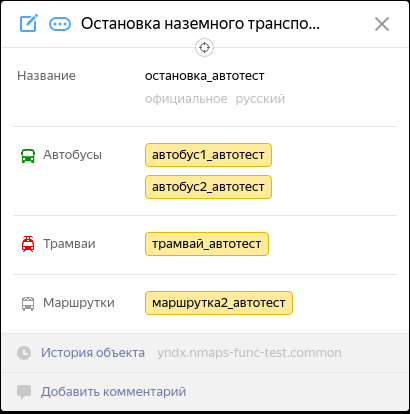 Остановка наземного транспо...
Название остановка_автотест
официальное русский
Автобусы автобус1_автотест
автобус2_автотест
Трамваи трамвай_автотест
Маршрутки маршрутка2_автотест
История объекта yndx.nmaps-func-test.common
Добавить комментарий